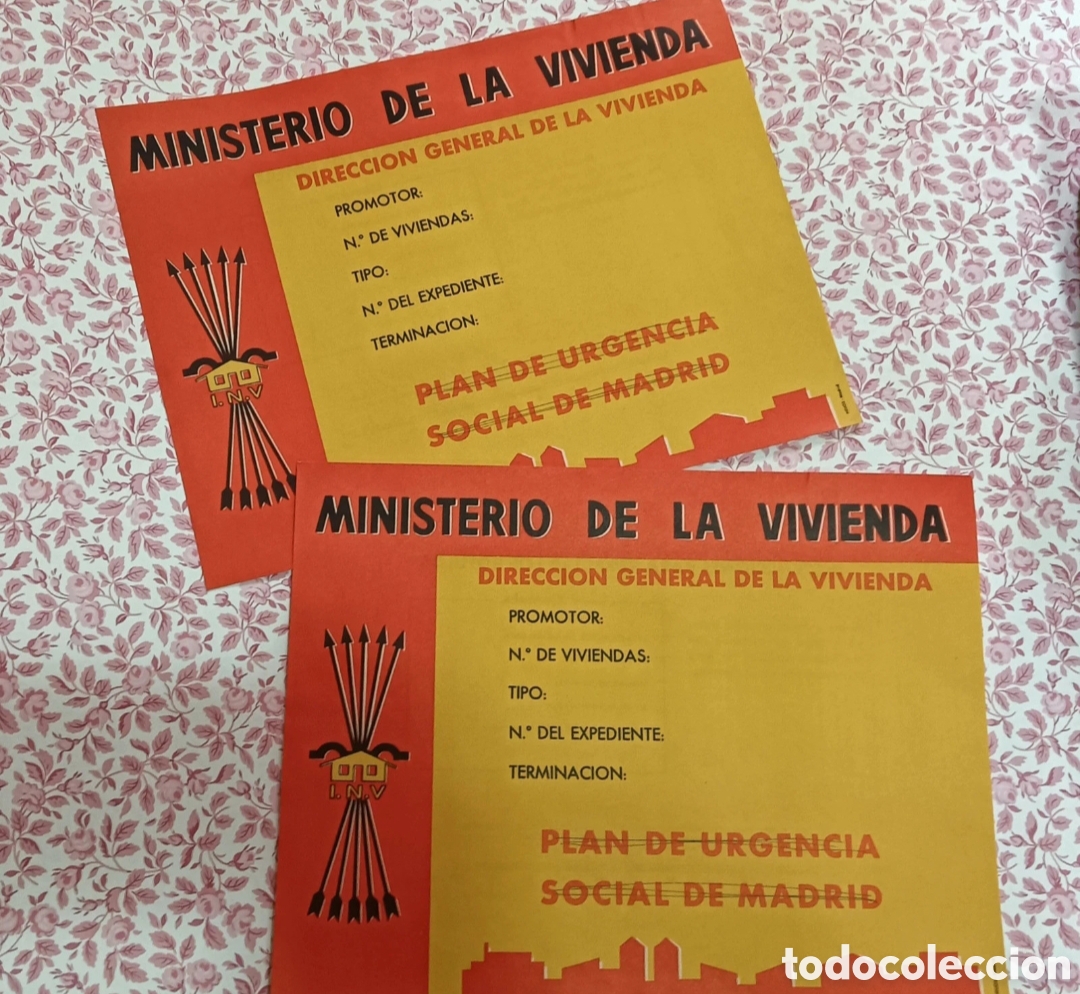 MINISTERIO DE LA VIVIENDA
DIRECCION GENERAL DE LA VIVIENDA
PROMOTOR:
N.º DE VIVIENDAS:
TIPO:
N.º DEL EXPEDIENTE:
TERMINACION:
PLAN DE URGENCIA
SOCIAL DE MADRID
I.N.V
MINISTERIO DE LA VIVIENDA
DIRECCION GENERAL DE LA VIVIENDA
PROMOTOR:
N.º DE VIVIENDAS:
TIPO:
N.º DEL EXPEDIENTE:
TERMINACION:
PLAN DE URGENCIA
SOCIAL DE MADRID
I.N.V
todocoleccion